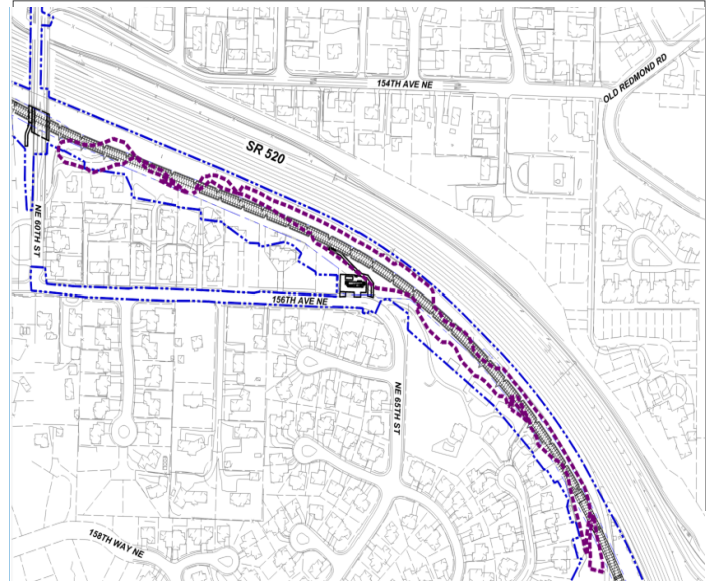 154TH AVE NE
OLD REDMOND RD
SR 520
NE 60TH ST
156TH AVE NE
NE 65TH ST
158TH WAY NE